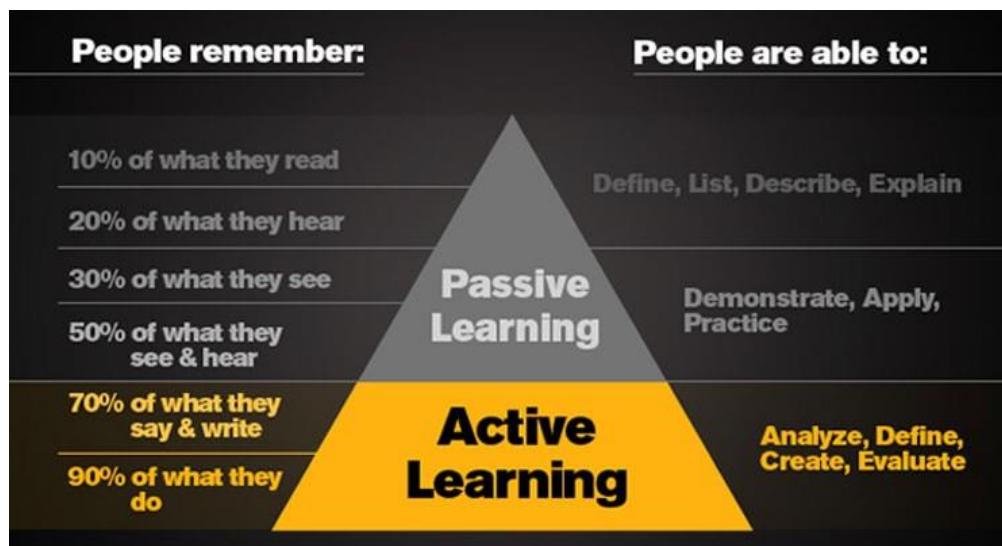 People remember:
People are able to:
10% of what they read
20% of what they hear
Define, List, Describe, Explain
30% of what they see
50% of what they
see & hear
Passive
Learning
Demonstrate, Apply,
Practice
70% of what they
say & write
90% of what they
do
Active
Learning
Analyze, Define,
Create, Evaluate